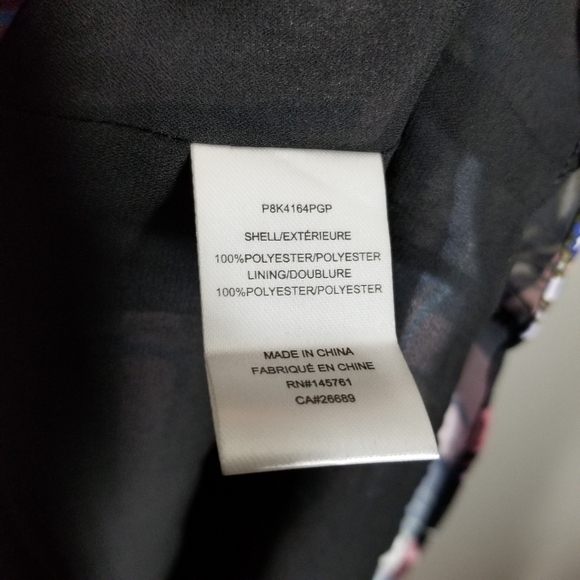 P8K4164PGP
SHELL/EXTÉRIEURE
100%POLYESTER/POLYESTER
LINING/DOUBLURE
100%POLYESTER/POLYESTER
MADE IN CHINA
FABRIQUÉ EN CHINE
RN#145761
CA#26689